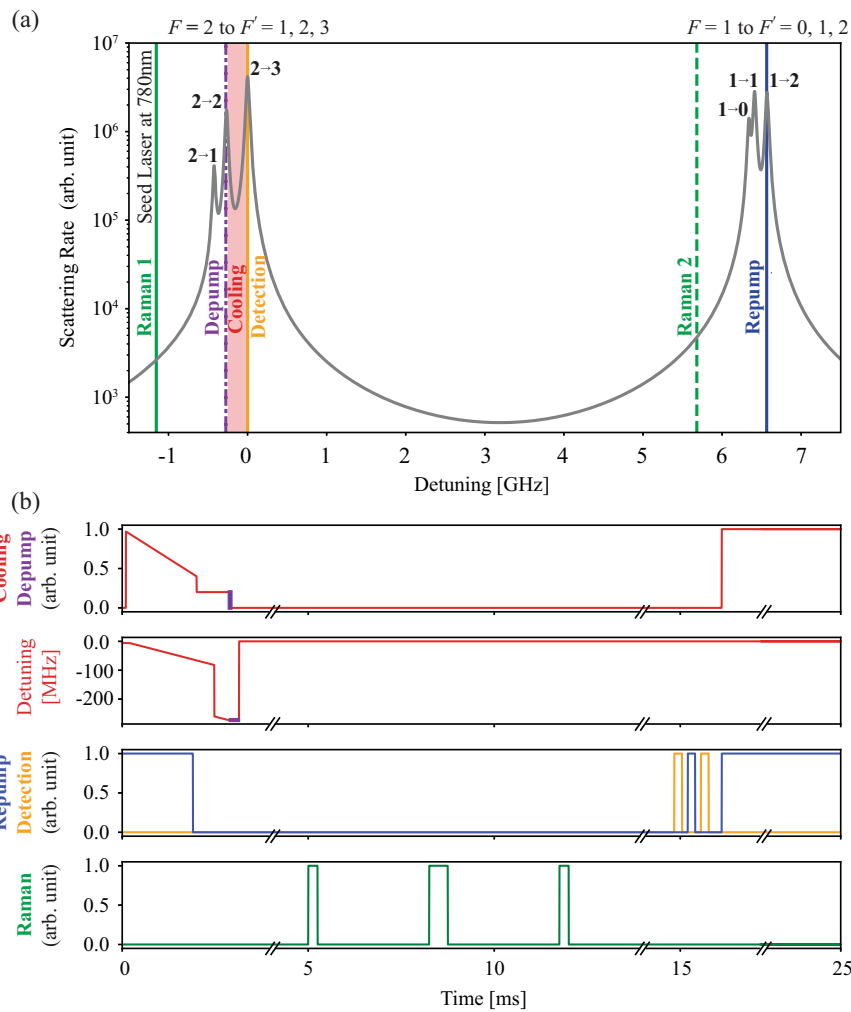 (a)
F = 2 to F' = 1, 2, 3
F = 1 to F' = 0, 1, 2
Scattering Rate (arb. unit)
10^7
10^6
10^5
10^4
10^3
2→1
2→2
2→3
1→0
1→1
1→2
Raman 1
Seed Laser at 780nm
Depump
Cooling
Detection
Raman 2
Repump
-1
0
1
2
3
4
5
6
7
Detuning [GHz]
(b)
Cooling
Depump
(arb. unit)
1.0
0.5
0.0
Detuning
[MHz]
0.0
-100
-200
Repump
Detection
(arb. unit)
1.0
0.5
0.0
Raman
(arb. unit)
1.0
0.5
0.0
0
5
10
15
25
Time [ms]